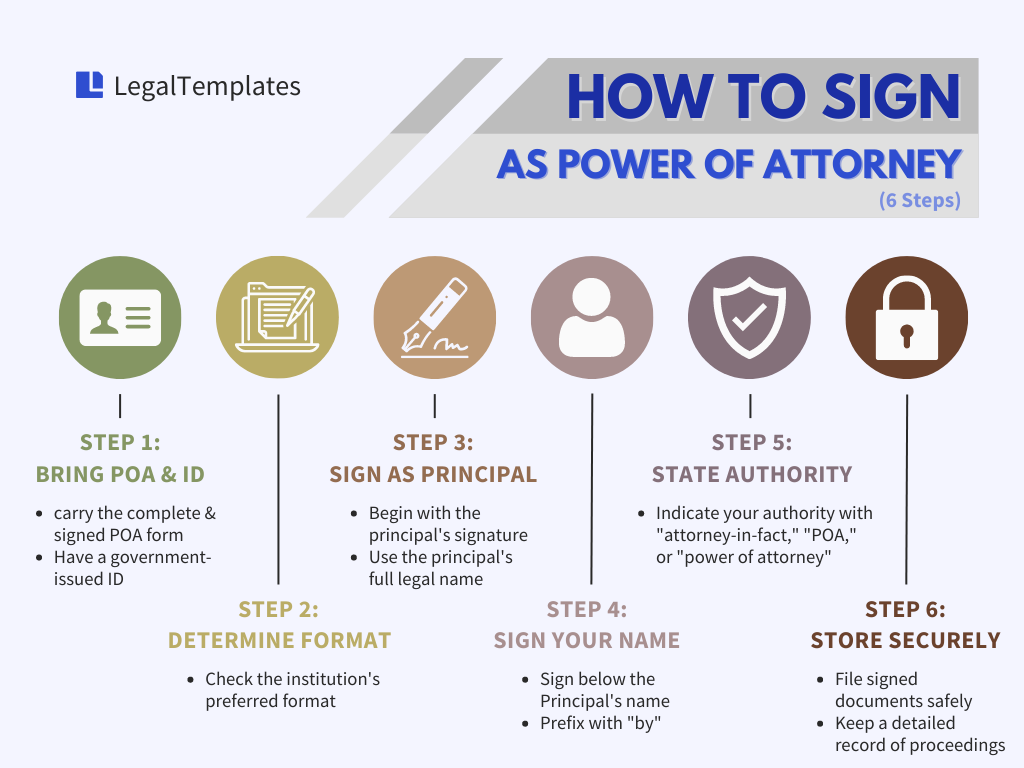 LegalTemplates
HOW TO SIGN
AS POWER OF ATTORNEY
(6 Steps)
STEP 1:
BRING POA & ID
• carry the complete &
signed POA form
• Have a government-
issued ID
STEP 2:
DETERMINE FORMAT
• Check the institution's
preferred format
STEP 3:
SIGN AS PRINCIPAL
• Begin with the
principal's signature
• Use the principal's
full legal name
STEP 4:
SIGN YOUR NAME
• Sign below the
Principal's name
• Prefix with "by"
STEP 5:
STATE AUTHORITY
• Indicate your authority with
"attorney-in-fact," "POA,"
or "power of attorney"
STEP 6:
STORE SECURELY
• File signed
documents safely
• Keep a detailed
record of proceedings